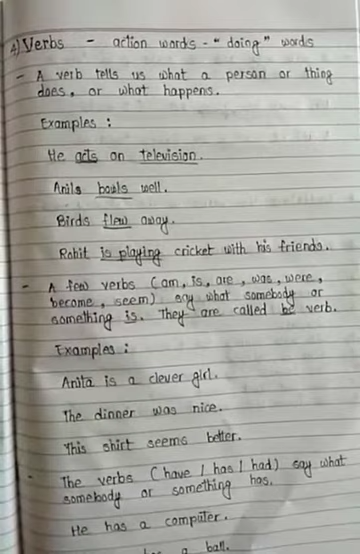 4) Verbs - action words - "doing" words
- A verb tells us what a person or thing
does, or what happens.
Examples :
He acts on television.
Anils bowls well.
Birds flew away.
Rohit is playing cricket with his friends.
- A few verbs (am, is, are, was, were,
become, seem) say what somebody or
something is. They are called be verb.
Examples :
Anita is a clever girl.
The dinner was nice.
This shirt seems better.
- The verbs (have / has / had) say what
somebody or something has.
He has a computer.
a ball.